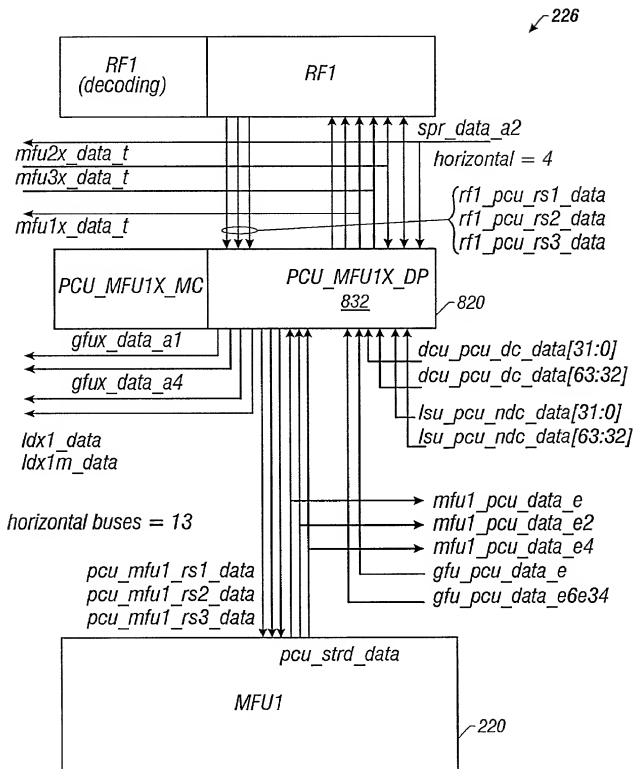 226
RF1
(decoding)
RF1
spr_data_a2
mfu2x_data_t
horizontal = 4
mfu3x_data_t
rf1_pcu_rs1_data
mfu1x_data_t
rf1_pcu_rs2_data
rf1_pcu_rs3_data
PCU_MFU1X_MC
PCU_MFU1X_DP
832
820
gfux_data_a1
dcu_pcu_dc_data[31:0]
dcu_pcu_dc_data[63:32]
gfux_data_a4
lsu_pcu_ndc_data[31:0]
lsu_pcu_ndc_data[63:32]
ldx1_data
ldx1m_data
mfu1_pcu_data_e
horizontal buses = 13
mfu1_pcu_data_e2
mfu1_pcu_data_e4
pcu_mfu1_rs1_data
gfu_pcu_data_e
pcu_mfu1_rs2_data
gfu_pcu_data_e6e34
pcu_mfu1_rs3_data
pcu_strd_data
MFU1
220